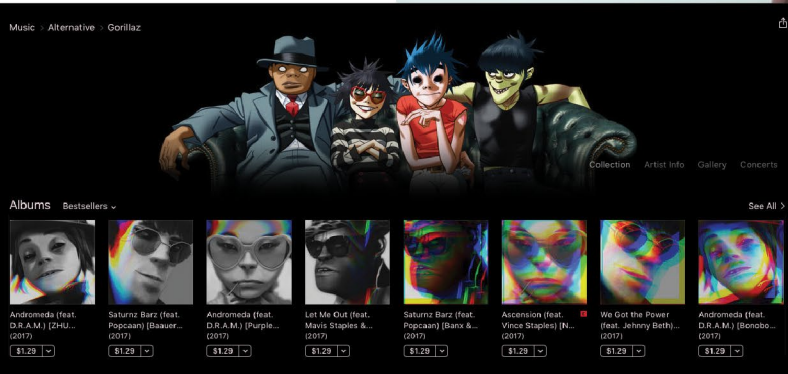 Music > Alternative > Gorillaz
Collection Artist Info Gallery Concerts
Albums Bestsellers
See All >
Andromeda (feat.
D.R.A.M.) [ZHU...
(2017)
$1.29
Saturnz Barz (feat.
Popcaan) [Baauer...
(2017)
$1.29
Andromeda (feat.
D.R.A.M.) [Purple...
(2017)
$1.29
Let Me Out (feat.
Mavis Staples &...
(2017)
$1.29
Saturnz Barz (feat.
Popcaan) [Banx &...
(2017)
$1.29
Ascension (feat.
Vince Staples) [N...
(2017)
$1.29
We Got the Power
(feat. Jehnny Beth)...
(2017)
$1.29
Andromeda (feat.
D.R.A.M.) [Bonobo...
(2017)
$1.29